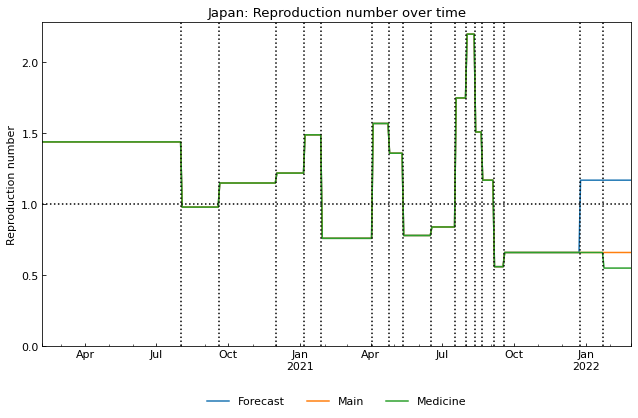 Japan: Reproduction number over time
Reproduction number
2.0
1.5
1.0
0.5
0.0
Apr Jul Oct Jan Apr Jul Oct Jan
2021 2022
Forecast Main Medicine